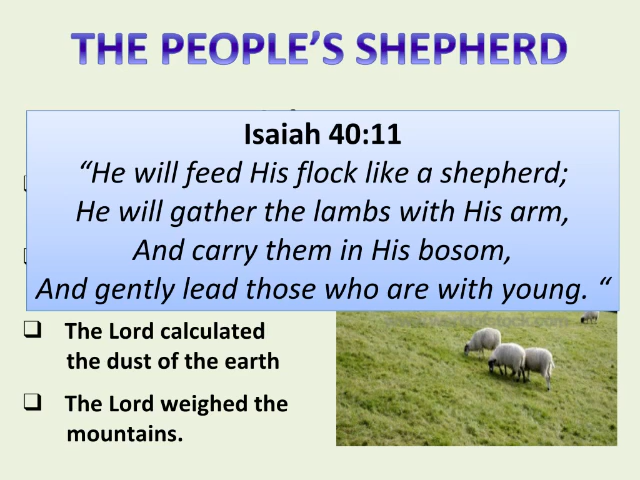 THE PEOPLE’S SHEPHERD
Isaiah 40:11
“He will feed His flock like a shepherd;
He will gather the lambs with His arm,
And carry them in His bosom,
And gently lead those who are with young. “
❑ The Lord calculated
the dust of the earth
❑ The Lord weighed the
mountains.